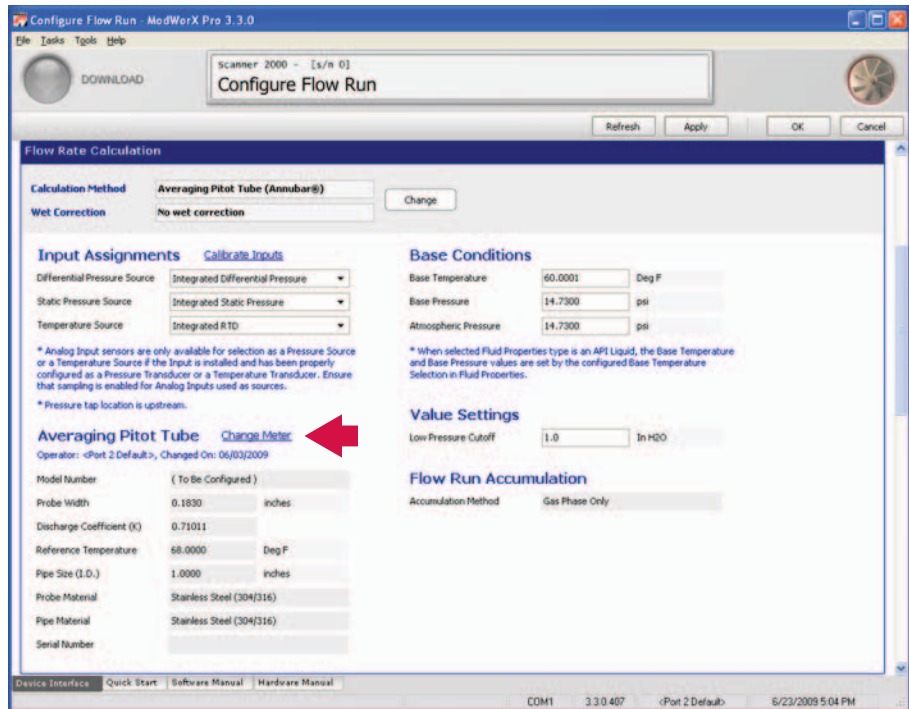 Configure Flow Run - ModWorX Pro 3.3.0
File Tasks Tools Help
DOWNLOAD
Scanner 2000 - [s/n 0]
Configure Flow Run
Refresh Apply OK Cancel
Flow Rate Calculation
Calculation Method Averaging Pitot Tube (Annubar®)
Change
Wet Correction No wet correction
Input Assignments Calibrate Inputs
Differential Pressure Source Integrated Differential Pressure
Static Pressure Source Integrated Static Pressure
Temperature Source Integrated RTD
* Analog Input sensors are only available for selection as a Pressure Source
or a Temperature Source if the Input is installed and has been properly
configured as a Pressure Transducer or a Temperature Transducer. Ensure
that sampling is enabled for Analog Inputs used as sources.
* Pressure tap location is upstream.
Averaging Pitot Tube Change Meter
Operator: <Port 2 Default>, Changed On: 06/03/2009
Model Number ( To Be Configured )
Probe Width 0.1830 inches
Discharge Coefficient (K) 0.71011
Reference Temperature 68.0000 Deg F
Pipe Size (I.D.) 1.0000 inches
Probe Material Stainless Steel (304/316)
Pipe Material Stainless Steel (304/316)
Serial Number
Base Conditions
Base Temperature 60.0001 Deg F
Base Pressure 14.7300 psi
Atmospheric Pressure 14.7300 psi
* When selected Fluid Properties type is an API Liquid, the Base Temperature
and Base Pressure values are set by the configured Base Temperature
Selection in Fluid Properties.
Value Settings
Low Pressure Cutoff 1.0 In H2O
Flow Run Accumulation
Accumulation Method Gas Phase Only
Device Interface Quick Start Software Manual Hardware Manual
COM1 3.3.0.407 <Port 2 Default> 6/23/2009 5:04 PM